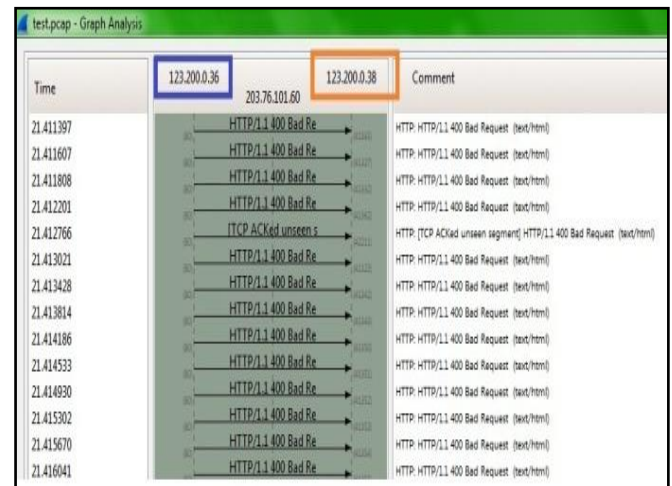 test.pcap - Graph Analysis
Time 123.200.0.36 203.76.101.60 123.200.0.38 Comment
21.411397 HTTP/1.1 400 Bad Re HTTP: HTTP/1.1 400 Bad Request (text/html)
21.411607 HTTP/1.1 400 Bad Re HTTP: HTTP/1.1 400 Bad Request (text/html)
21.411808 HTTP/1.1 400 Bad Re HTTP: HTTP/1.1 400 Bad Request (text/html)
21.412201 HTTP/1.1 400 Bad Re HTTP: HTTP/1.1 400 Bad Request (text/html)
21.412766 [TCP ACKed unseen s HTTP: [TCP ACKed unseen segment] HTTP/1.1 400 Bad Request (text/html)
21.413021 HTTP/1.1 400 Bad Re HTTP: HTTP/1.1 400 Bad Request (text/html)
21.413428 HTTP/1.1 400 Bad Re HTTP: HTTP/1.1 400 Bad Request (text/html)
21.413814 HTTP/1.1 400 Bad Re HTTP: HTTP/1.1 400 Bad Request (text/html)
21.414186 HTTP/1.1 400 Bad Re HTTP: HTTP/1.1 400 Bad Request (text/html)
21.414533 HTTP/1.1 400 Bad Re HTTP: HTTP/1.1 400 Bad Request (text/html)
21.414930 HTTP/1.1 400 Bad Re HTTP: HTTP/1.1 400 Bad Request (text/html)
21.415302 HTTP/1.1 400 Bad Re HTTP: HTTP/1.1 400 Bad Request (text/html)
21.415670 HTTP/1.1 400 Bad Re HTTP: HTTP/1.1 400 Bad Request (text/html)
21.416041 HTTP/1.1 400 Bad Re HTTP: HTTP/1.1 400 Bad Request (text/html)